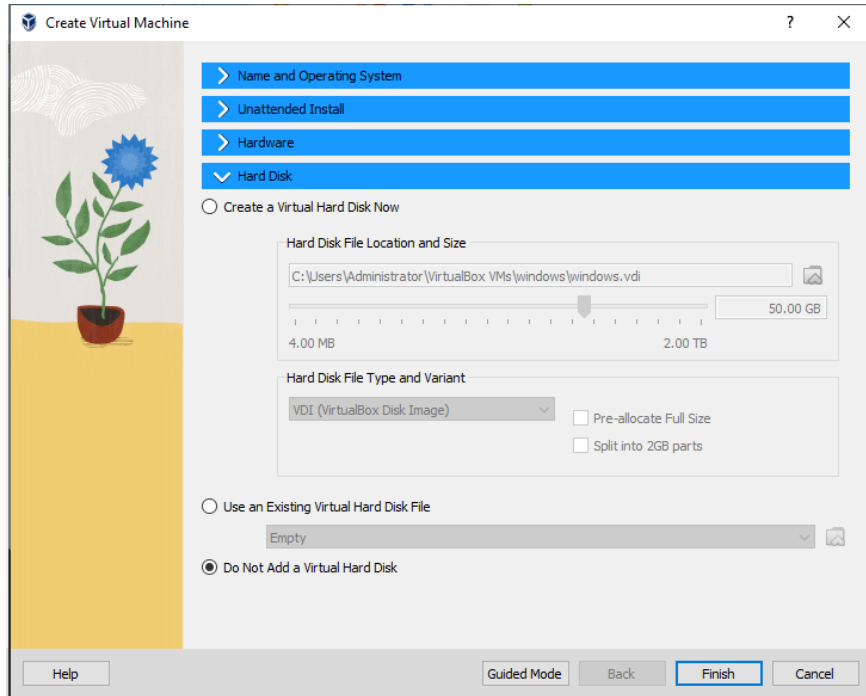 Create Virtual Machine
?
Name and Operating System
Unattended Install
Hardware
Hard Disk
Create a Virtual Hard Disk Now
Hard Disk File Location and Size
C:\Users\Administrator\VirtualBox VMs\windows\windows.vdi
50.00 GB
4.00 MB 2.00 TB
Hard Disk File Type and Variant
VDI (VirtualBox Disk Image)
Pre-allocate Full Size
Split into 2GB parts
Use an Existing Virtual Hard Disk File
Empty
Do Not Add a Virtual Hard Disk
Help Guided Mode Back Finish Cancel